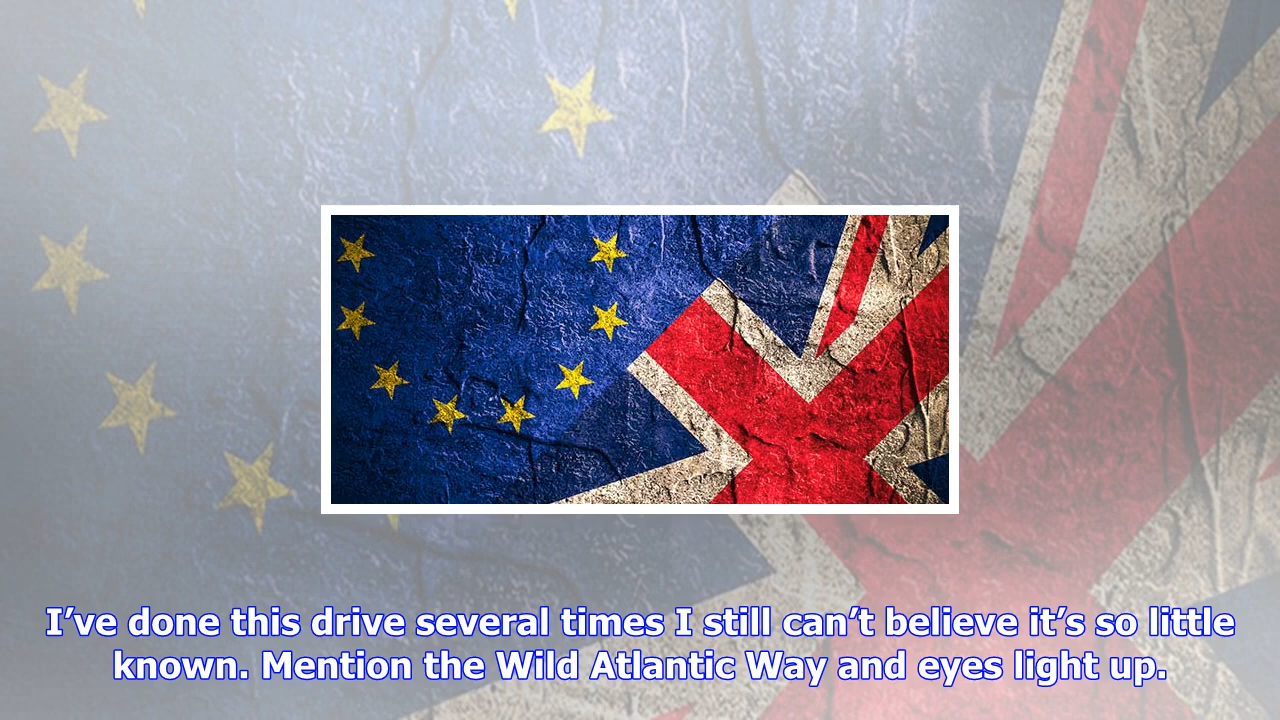 I’ve done this drive several times I still can’t believe it’s so little
known. Mention the Wild Atlantic Way and eyes light up.